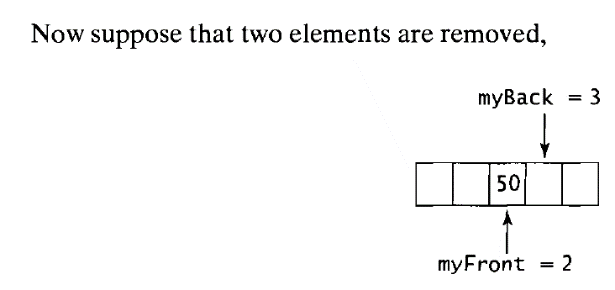 Now suppose that two elements are removed,
myBack = 3
50
myFront = 2